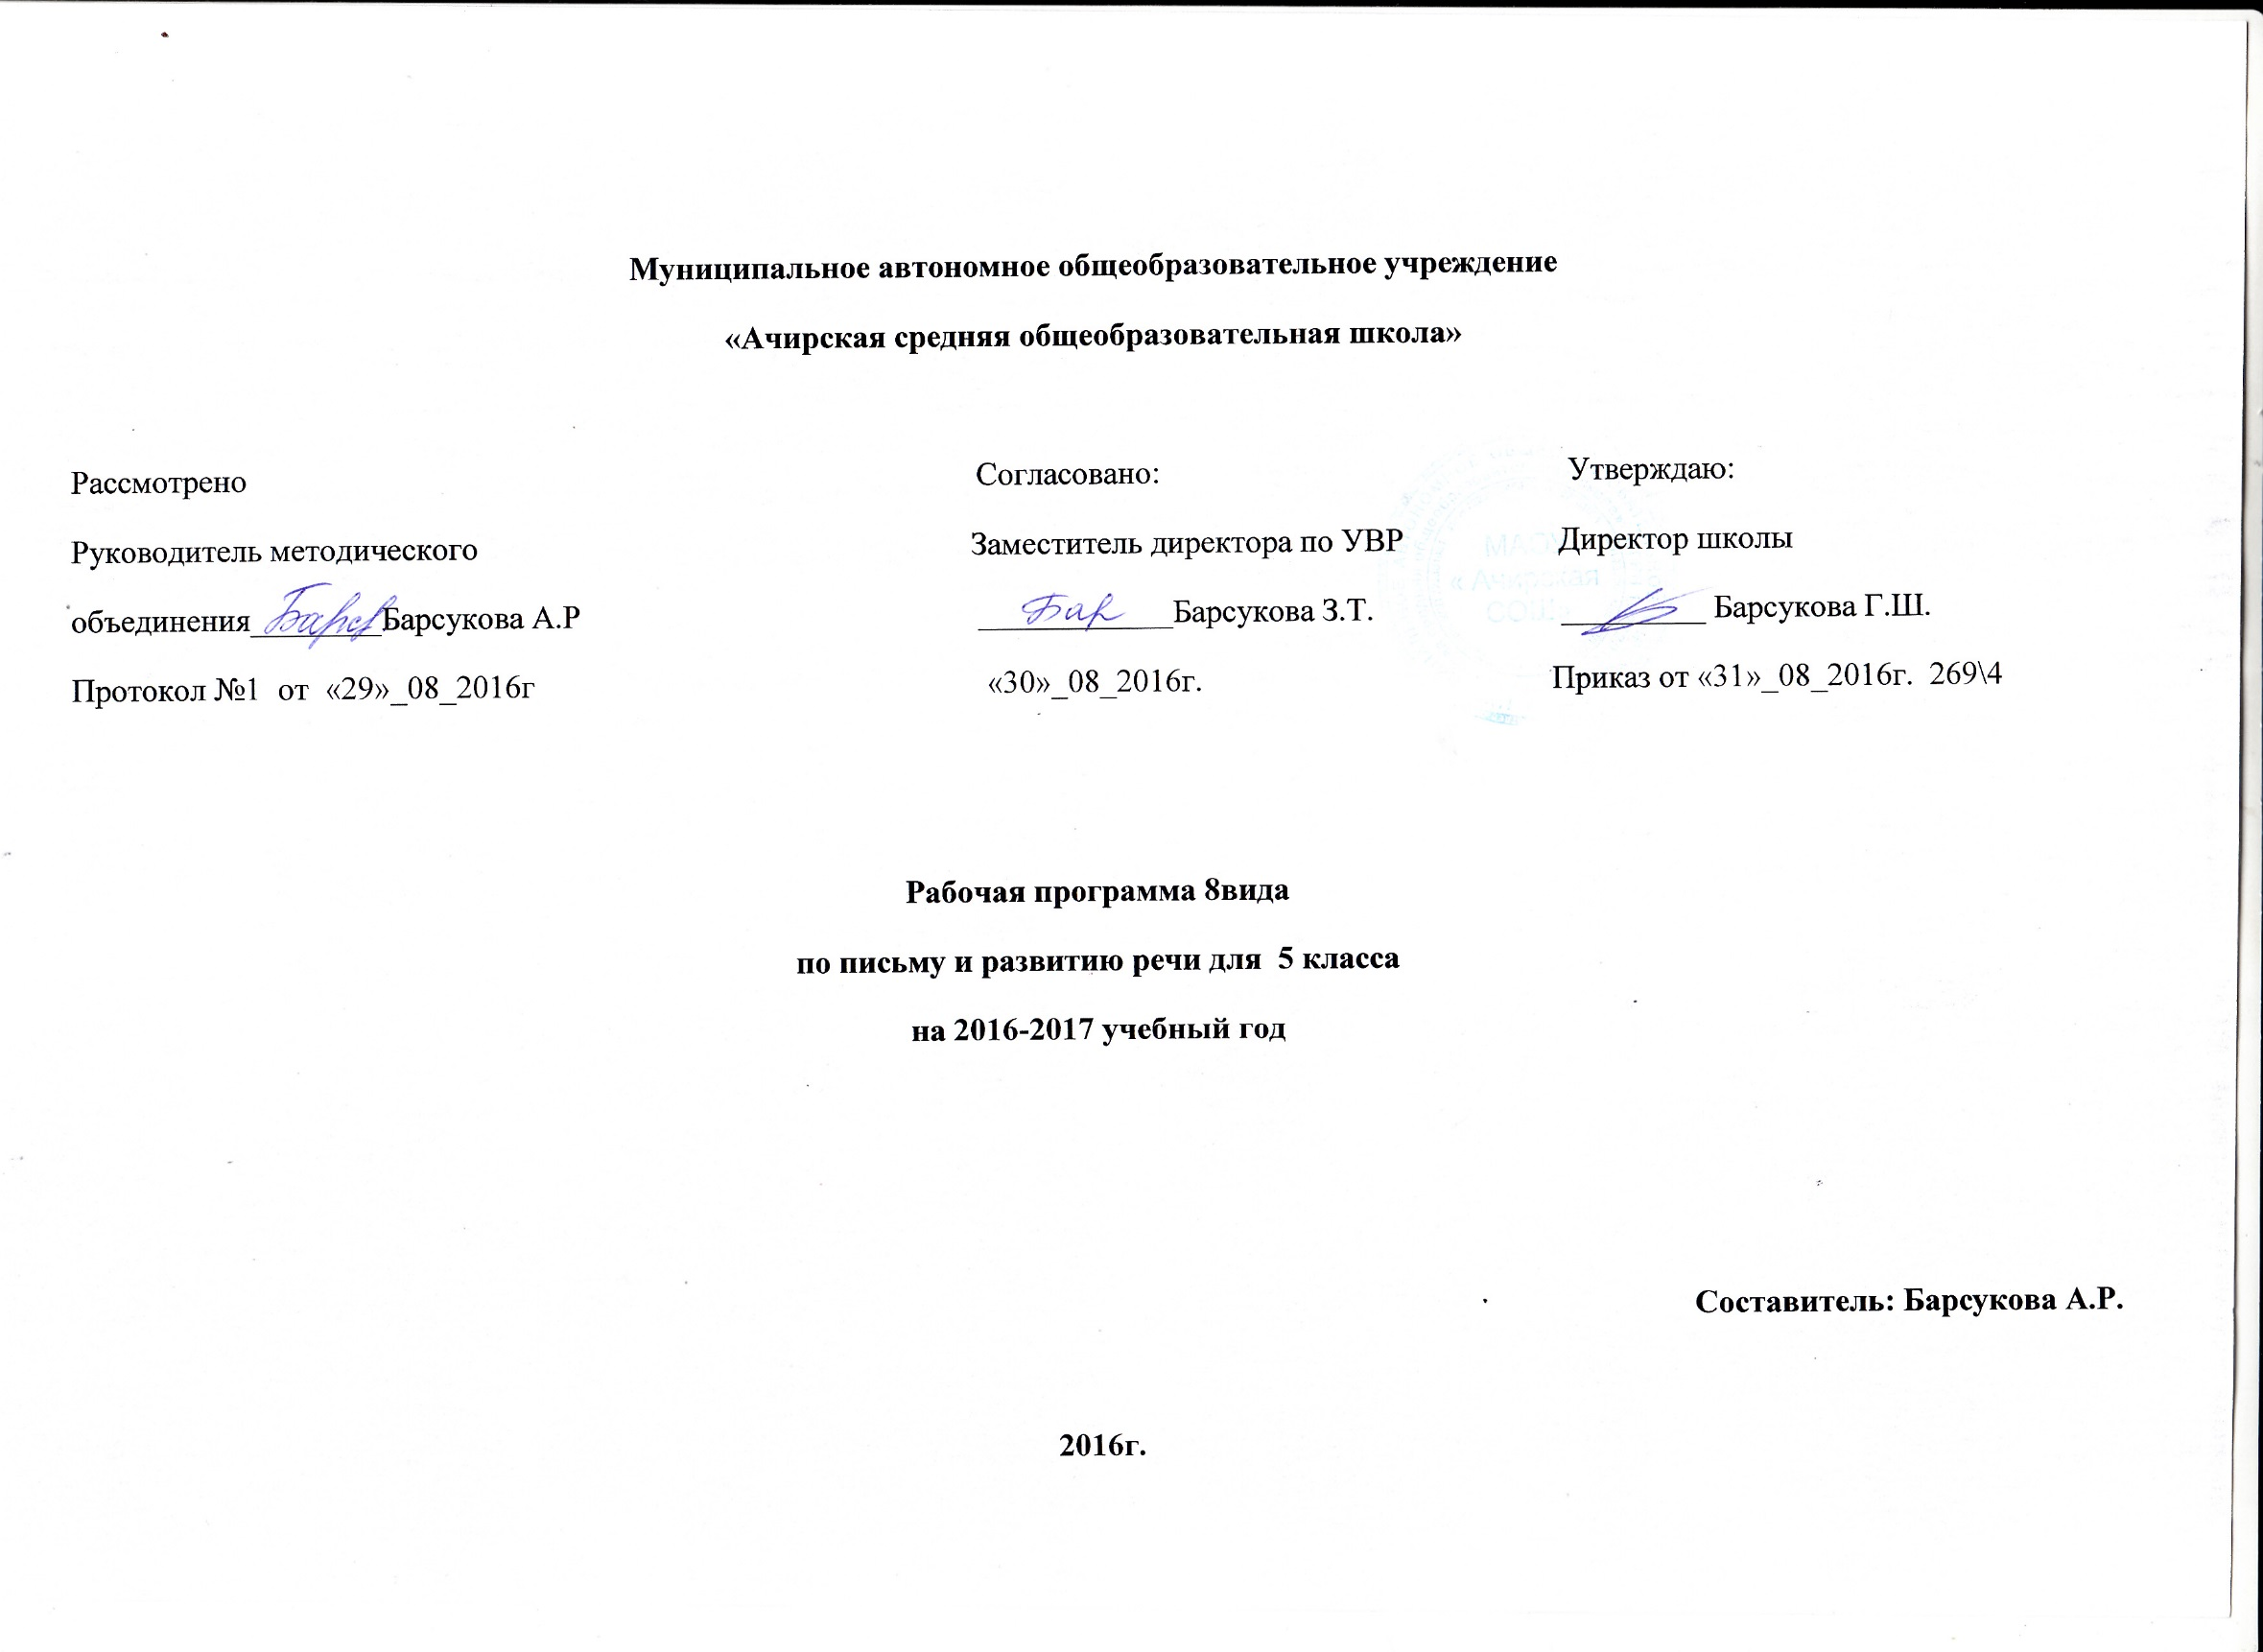 Муниципальное автономное общеобразовательное учреждение
«Ачирская средняя общеобразовательная школа»
Рассмотрено
Руководитель методического
объединения________Барсукова А.Р
Протокол №1 от «29»_08_2016г
Согласовано:
Заместитель директора по УВР
____________Барсукова З.Т.
«30»_08_2016г.
Утверждаю:
Директор школы
_________ Барсукова Г.Ш.
Приказ от «31»_08_2016г. 269\4
Рабочая программа 8вида
по письму и развитию речи для 5 класса
на 2016-2017 учебный год
Составитель: Барсукова А.Р.
2016г.